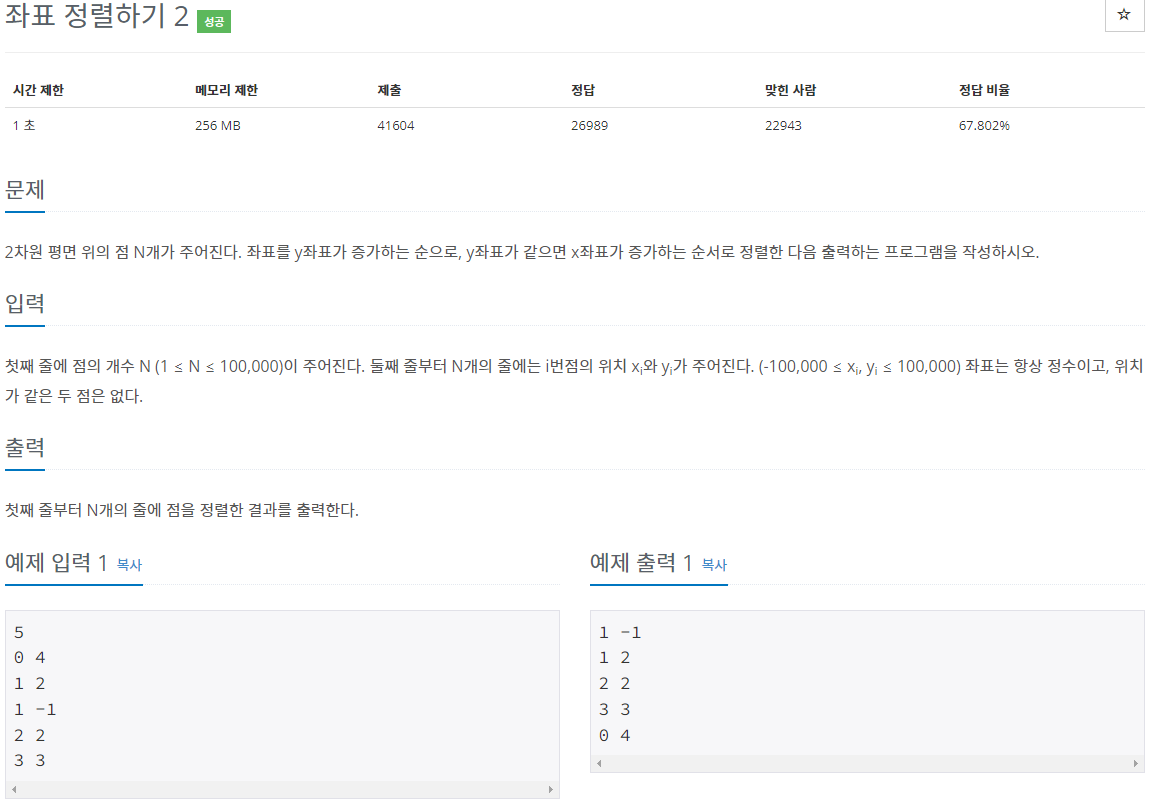 좌표 정렬하기 2 성공
☆
시간 제한 메모리 제한 제출 정답 맞힌 사람 정답 비율
1 초 256 MB 41604 26989 22943 67.802%
문제
2차원 평면 위의 점 N개가 주어진다. 좌표를 y좌표가 증가하는 순으로, y좌표가 같으면 x좌표가 증가하는 순서로 정렬한 다음 출력하는 프로그램을 작성하시오.
입력
첫째 줄에 점의 개수 N (1 ≤ N ≤ 100,000)이 주어진다. 둘째 줄부터 N개의 줄에는 i번점의 위치 xi와 yi가 주어진다. (-100,000 ≤ xi, yi ≤ 100,000) 좌표는 항상 정수이고, 위치
가 같은 두 점은 없다.
출력
첫째 줄부터 N개의 줄에 점을 정렬한 결과를 출력한다.
예제 입력 1 복사
5
0 4
1 2
1 -1
2 2
3 3
예제 출력 1 복사
1 -1
1 2
2 2
3 3
0 4